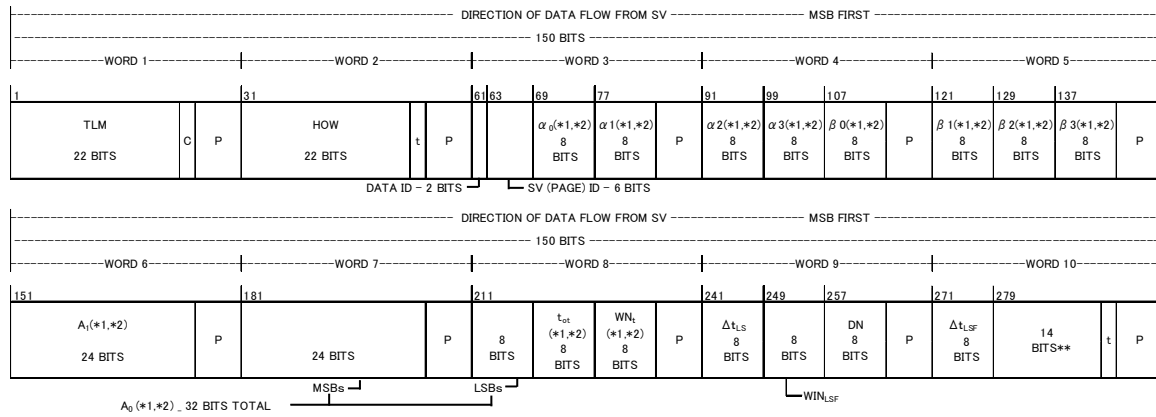 DIRECTION OF DATA FLOW FROM SV MSB FIRST
150 BITS
WORD 1 WORD 2 WORD 3 WORD 4 WORD 5
1 31 61 63 69 77 91 99 107 121 129 137
TLM 22 BITS C P HOW 22 BITS t P α₀(*1,*2) 8 BITS α1(*1,*2) 8 BITS P α2(*1,*2) 8 BITS α3(*1,*2) 8 BITS β0(*1,*2) 8 BITS P β1(*1,*2) 8 BITS β2(*1,*2) 8 BITS β3(*1,*2) 8 BITS P
DATA ID - 2 BITS SV (PAGE) ID - 6 BITS
DIRECTION OF DATA FLOW FROM SV MSB FIRST
150 BITS
WORD 6 WORD 7 WORD 8 WORD 9 WORD 10
151 181 211 241 249 257 271 279
A₁(*1,*2) 24 BITS P 24 BITS P 8 BITS tₒₜ (*1,*2) 8 BITS WNₜ (*1,*2) 8 BITS P Δt_LS 8 BITS 8 BITS DN 8 BITS P Δt_LSF 8 BITS 14 BITS** t P
MSBs LSBs WIN_LSF
A₀ (*1,*2) - 32 BITS TOTAL